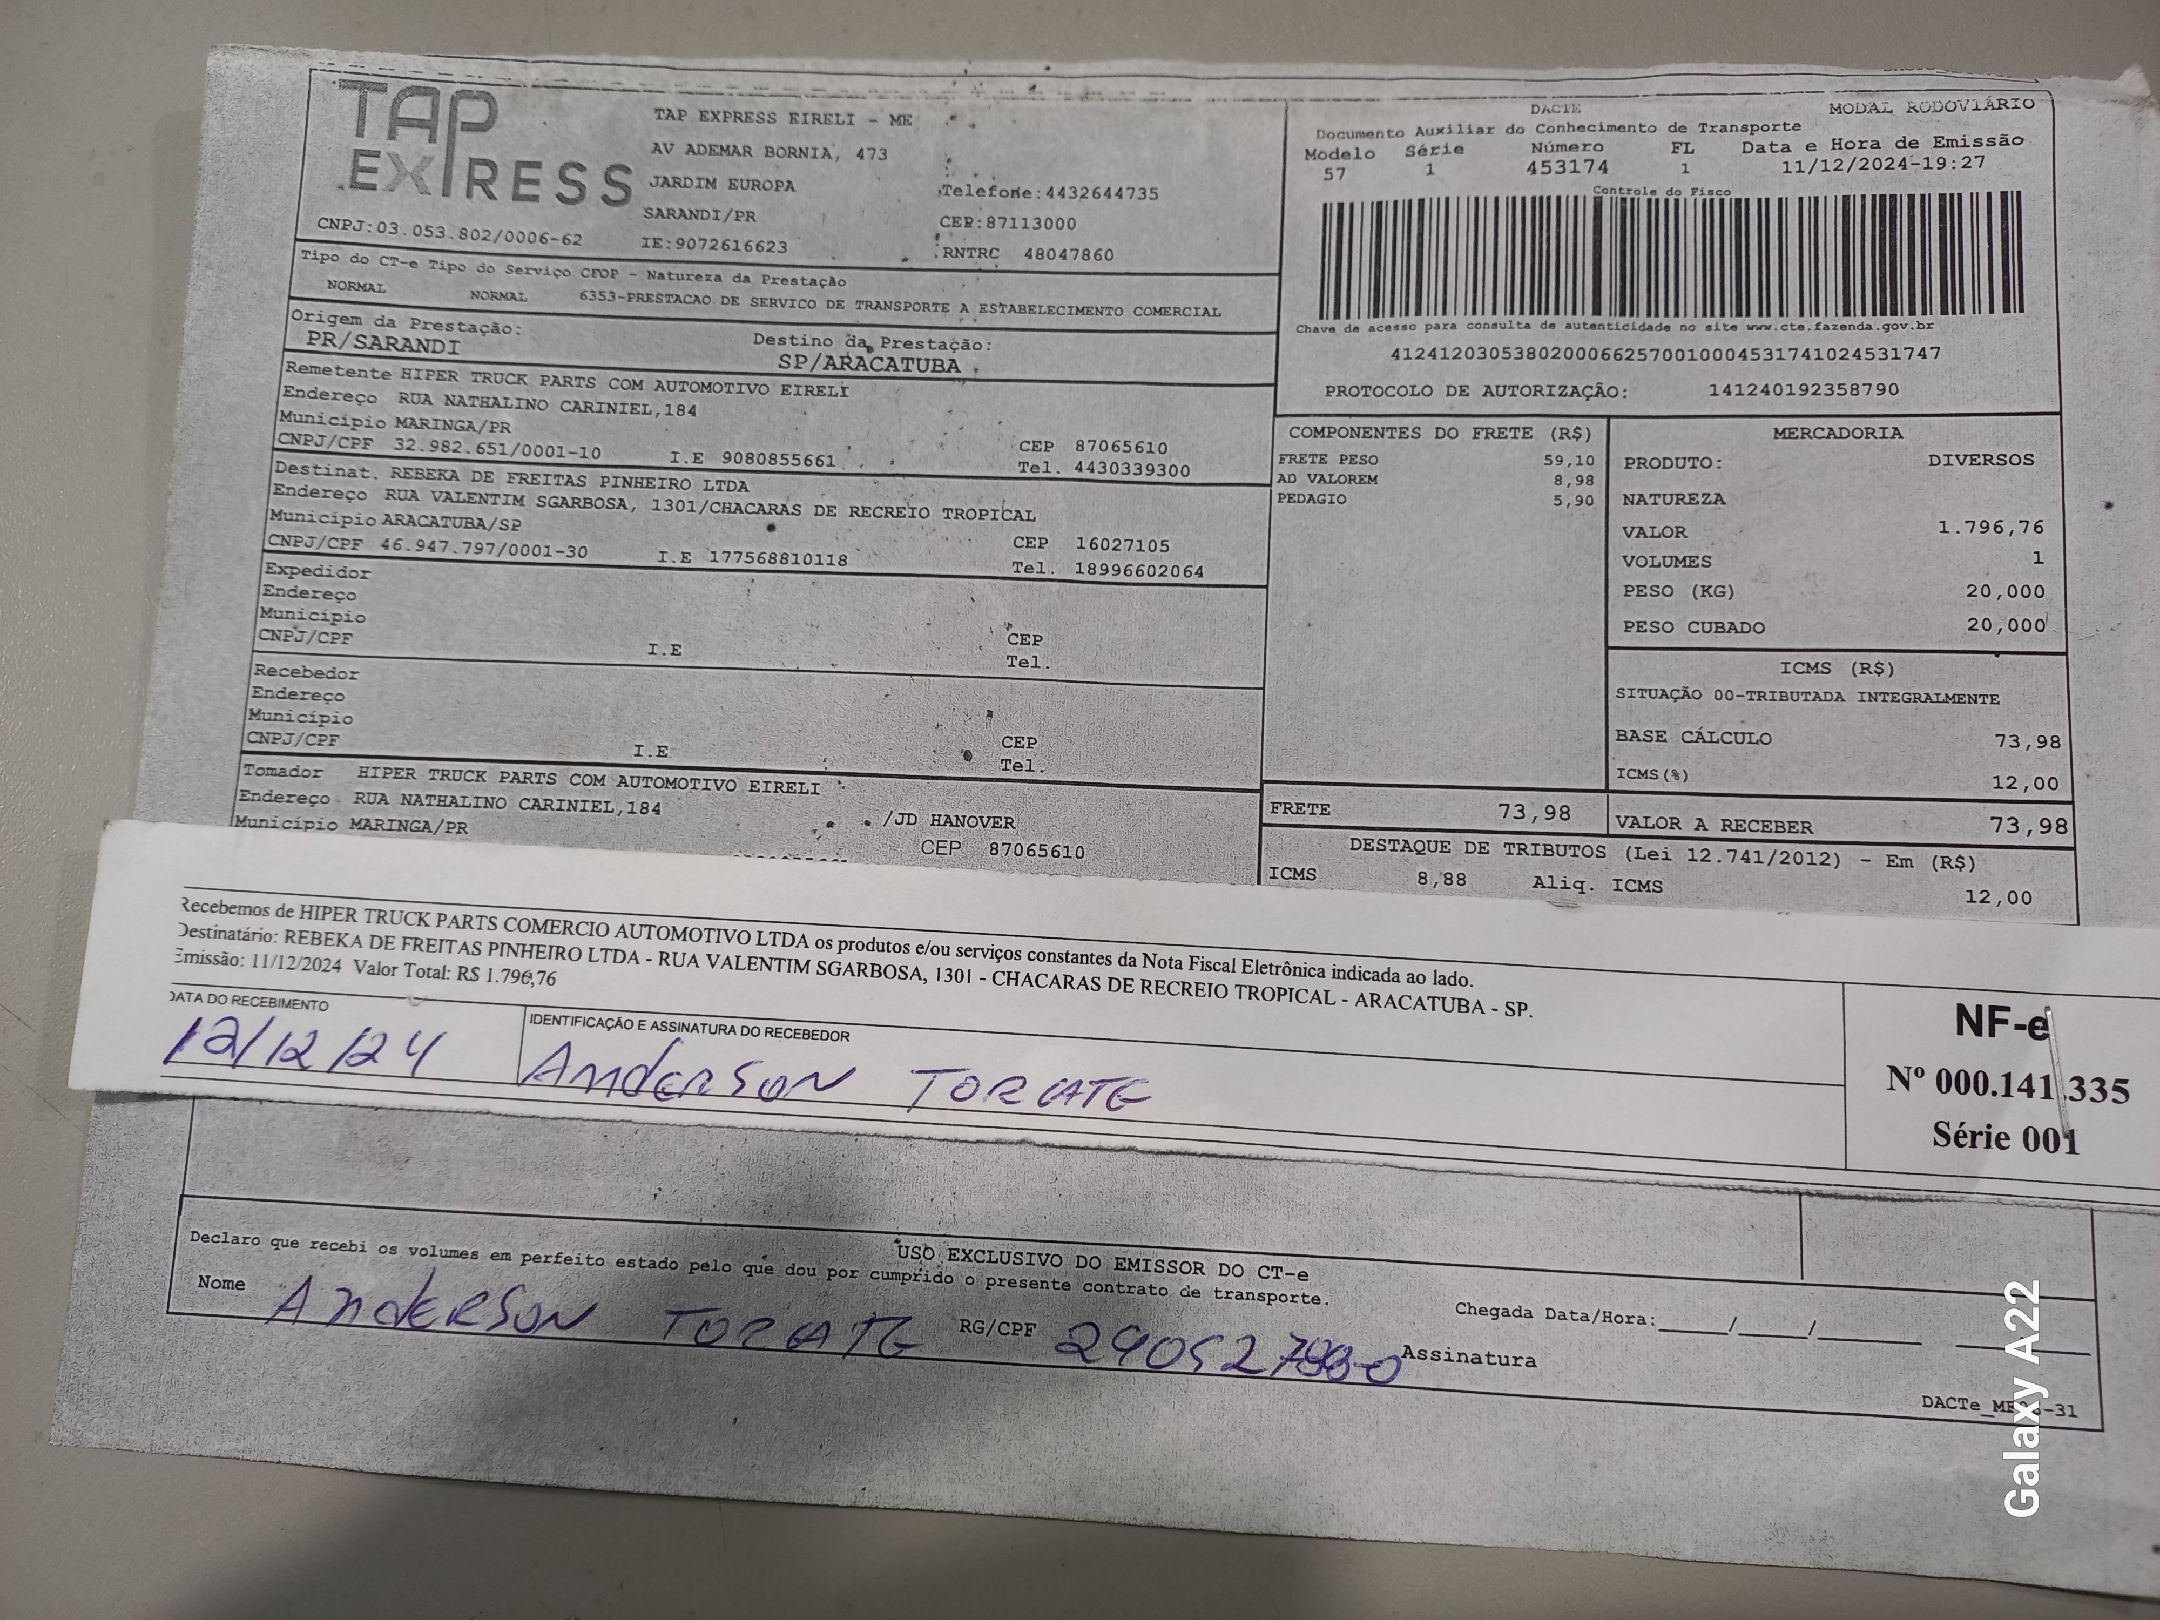 TAP EXPRESS
TAP EXPRESS EIRELI - ME
AV ADEMAR BORNIA, 473
JARDIM EUROPA
Telefone:4432644735
SARANDI/PR
CEP:87113000
CNPJ:03.053.802/0006-62
IE:9072616623
RNTRC 48047860
DACTE
MODAL RODOVIÁRIO
Documento Auxiliar do Conhecimento de Transporte
Modelo Série Número FL Data e Hora de Emissão
57 1 453174 1 11/12/2024-19:27
Controle do Fisco
Chave de acesso para consulta de autenticidade no site www.cte.fazenda.gov.br
41241203053802000662570010004531741024531747
PROTOCOLO DE AUTORIZAÇÃO: 141240192358790
Tipo do CT-e Tipo do Serviço CFOP - Natureza da Prestação
NORMAL NORMAL 6353-PRESTACAO DE SERVICO DE TRANSPORTE A ESTABELECIMENTO COMERCIAL
Origem da Prestação: Destino da Prestação:
PR/SARANDI SP/ARACATUBA
Remetente HIPER TRUCK PARTS COM AUTOMOTIVO EIRELI
Endereço RUA NATHALINO CARINIEL,184
Município MARINGA/PR CEP 87065610
CNPJ/CPF 32.982.651/0001-10 I.E 9080855661 Tel. 4430339300
Destinat. REBEKA DE FREITAS PINHEIRO LTDA
Endereço RUA VALENTIM SGARBOSA, 1301/CHACARAS DE RECREIO TROPICAL
Município ARACATUBA/SP CEP 16027105
CNPJ/CPF 46.947.797/0001-30 I.E 177568810118 Tel. 18996602064
Expedidor
Endereço
Município CEP
CNPJ/CPF I.E Tel.
Recebedor
Endereço
Município CEP
CNPJ/CPF I.E Tel.
Tomador HIPER TRUCK PARTS COM AUTOMOTIVO EIRELI
Endereço RUA NATHALINO CARINIEL,184 /JD HANOVER
Município MARINGA/PR CEP 87065610
COMPONENTES DO FRETE (R$)
FRETE PESO 59,10
AD VALOREM 8,98
PEDAGIO 5,90
MERCADORIA
PRODUTO: DIVERSOS
NATUREZA
VALOR 1.796,76
VOLUMES 1
PESO (KG) 20,000
PESO CUBADO 20,000
ICMS (R$)
SITUAÇÃO 00-TRIBUTADA INTEGRALMENTE
BASE CÁLCULO 73,98
ICMS(%) 12,00
FRETE 73,98 VALOR A RECEBER 73,98
DESTAQUE DE TRIBUTOS (Lei 12.741/2012) - Em (R$)
ICMS 8,88 Aliq. ICMS 12,00
Recebemos de HIPER TRUCK PARTS COMERCIO AUTOMOTIVO LTDA os produtos e/ou serviços constantes da Nota Fiscal Eletrônica indicada ao lado.
Destinatário: REBEKA DE FREITAS PINHEIRO LTDA - RUA VALENTIM SGARBOSA, 1301 - CHACARAS DE RECREIO TROPICAL - ARACATUBA - SP.
Emissão: 11/12/2024 Valor Total: R$ 1.796,76
DATA DO RECEBIMENTO IDENTIFICAÇÃO E ASSINATURA DO RECEBEDOR
12/12/24 Anderson TORCATE
NF-e
Nº 000.141.335
Série 001
USO EXCLUSIVO DO EMISSOR DO CT-e
Declaro que recebi os volumes em perfeito estado pelo que dou por cumprido o presente contrato de transporte.
Nome Anderson TORCATE RG/CPF Assinatura
Chegada Data/Hora:____/____/______
Galaxy A22